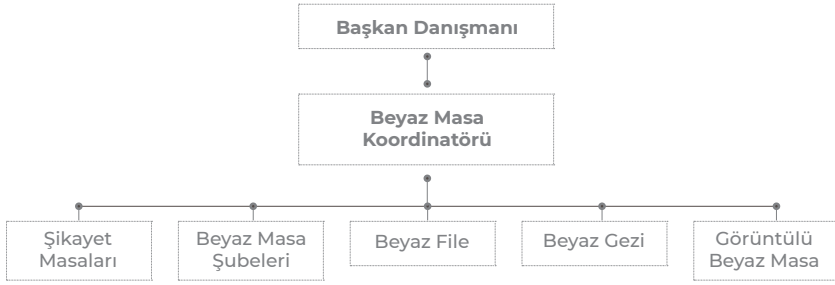 Başkan Danışmanı
Beyaz Masa
Koordinatörü
Şikayet
Masaları
Beyaz Masa
Şubeleri
Beyaz File
Beyaz Gezi
Görüntülü
Beyaz Masa